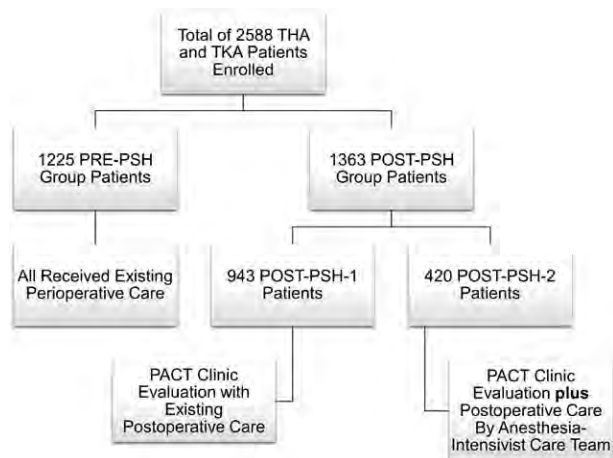 Total of 2588 THA
and TKA Patients
Enrolled
1225 PRE-PSH
Group Patients
1363 POST-PSH
Group Patients
All Received Existing
Perioperative Care
943 POST-PSH-1
Patients
420 POST-PSH-2
Patients
PACT Clinic
Evaluation with
Existing
Postoperative Care
PACT Clinic
Evaluation plus
Postoperative Care
By Anesthesia-
Intensivist Care Team